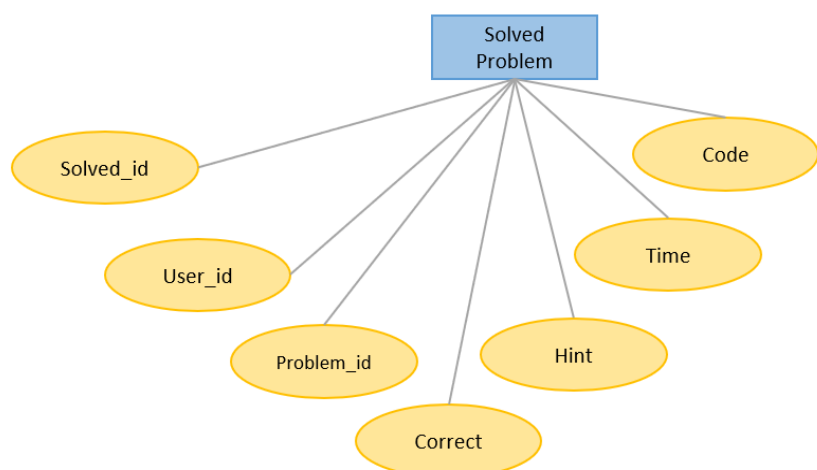 Solved
Problem
Code
Solved_id
Time
User_id
Hint
Problem_id
Correct